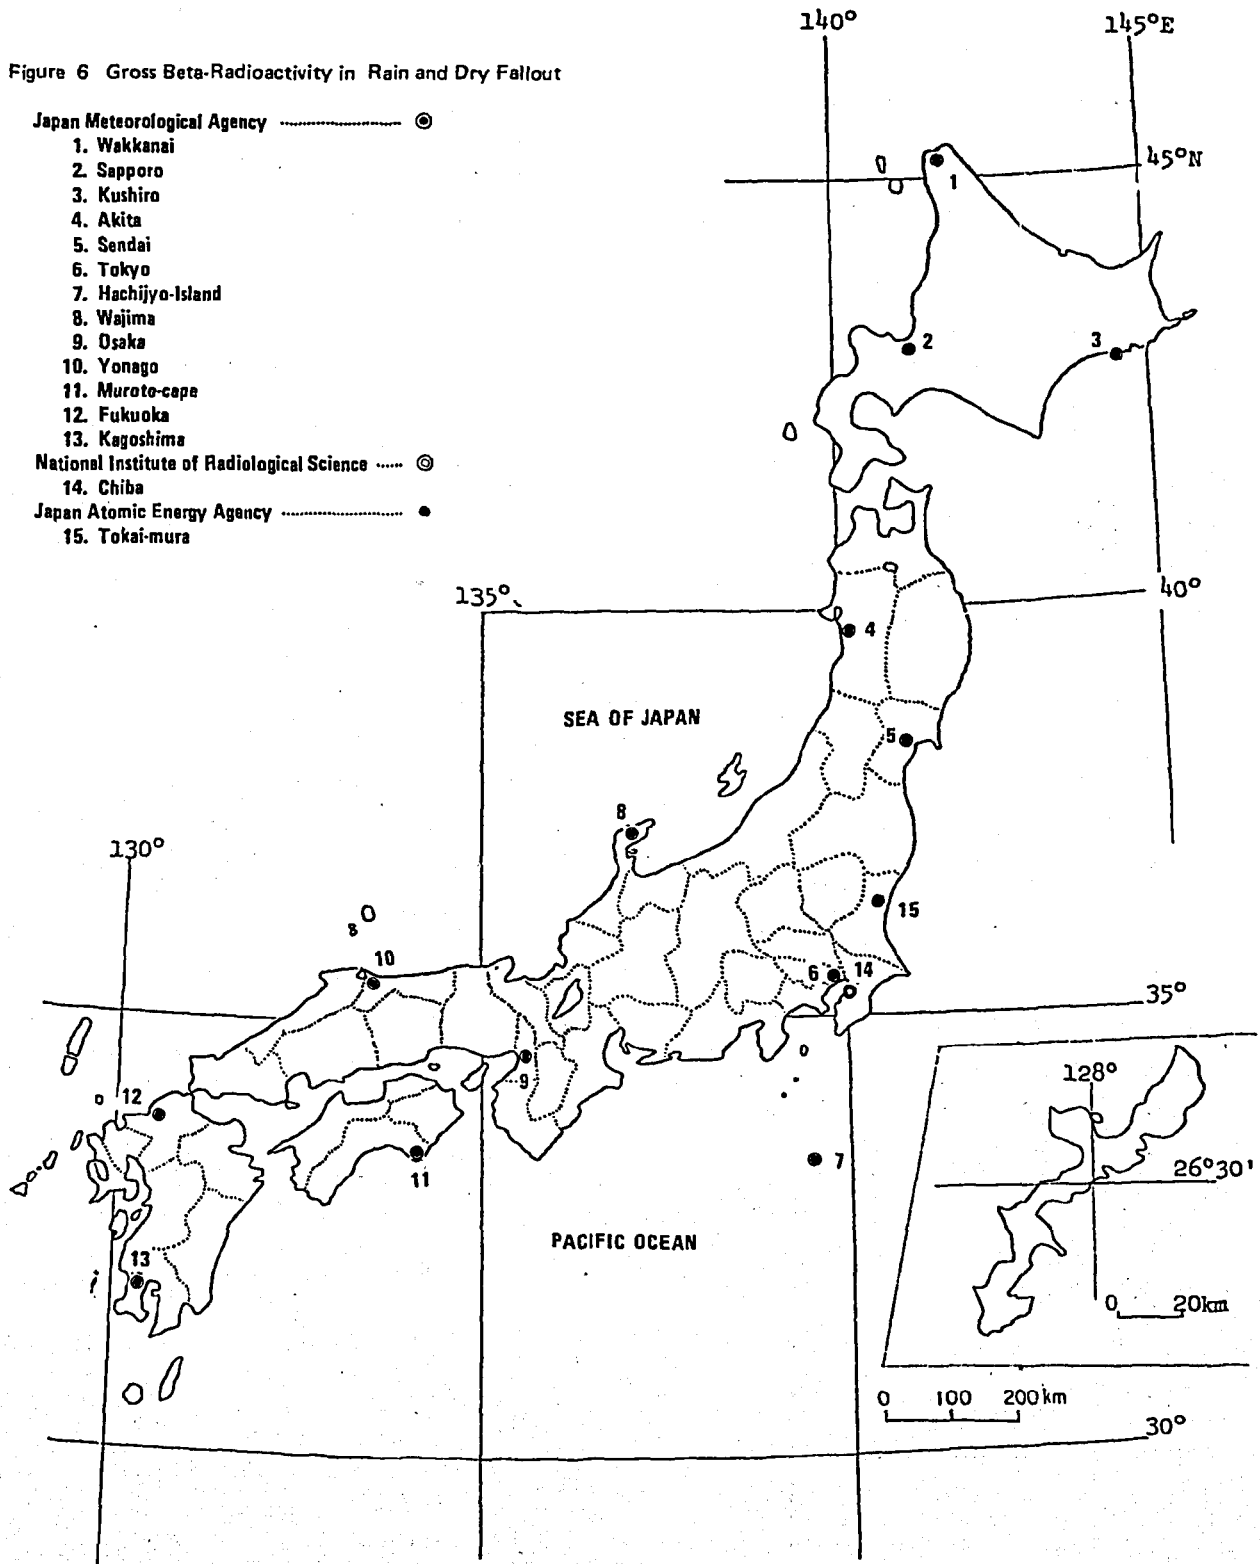 Figure 6 Gross Beta-Radioactivity in Rain and Dry Fallout
Japan Meteorological Agency
1. Wakkanai
2. Sapporo
3. Kushiro
4. Akita
5. Sendai
6. Tokyo
7. Hachijyo-Island
8. Wajima
9. Osaka
10. Yonago
11. Muroto-cape
12. Fukuoka
13. Kagoshima
National Institute of Radiological Science
14. Chiba
Japan Atomic Energy Agency
15. Tokai-mura
140°
145°E
45°N
1
2
3
40°
135°
4
SEA OF JAPAN
5
8
130°
15
10
6
14
35°
9
12
128°
11
7
26°30'
PACIFIC OCEAN
13
0 20km
0 100 200km
30°